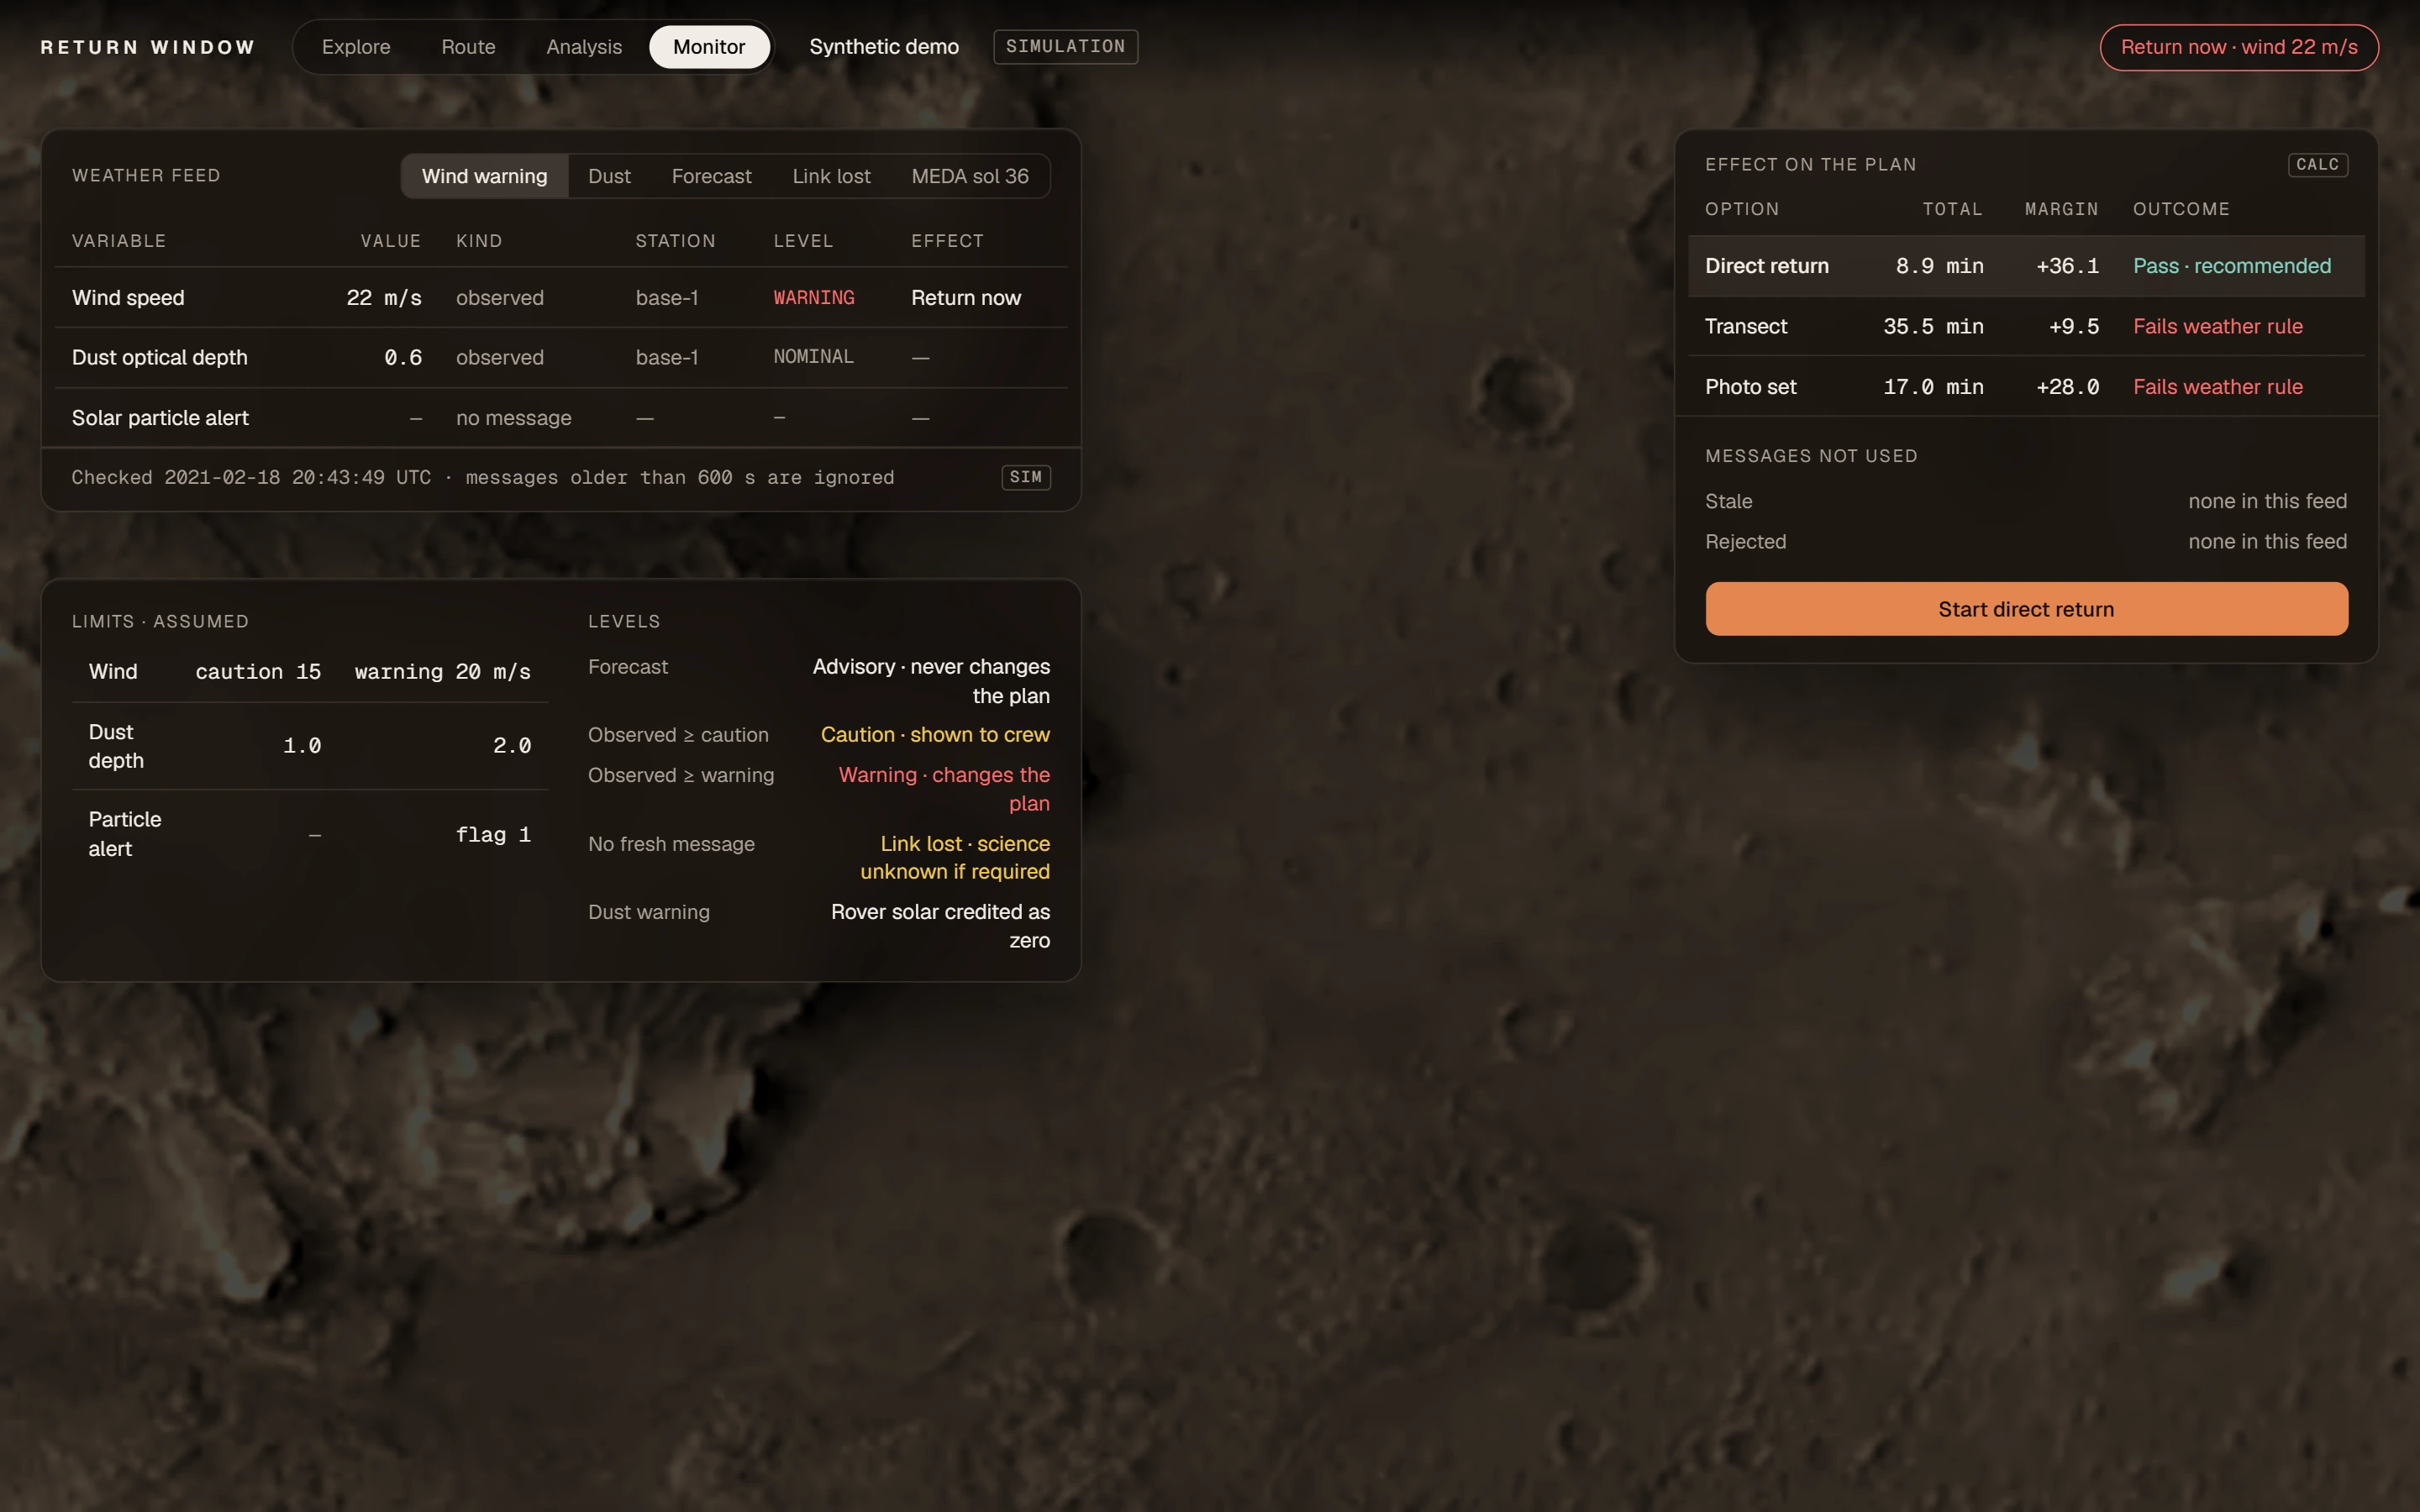 RETURN WINDOW Explore Route Analysis Monitor Synthetic demo SIMULATION Return now · wind 22 m/s
WEATHER FEED Wind warning Dust Forecast Link lost MEDA sol 36
VARIABLE VALUE KIND STATION LEVEL EFFECT
Wind speed 22 m/s observed base-1 WARNING Return now
Dust optical depth 0.6 observed base-1 NOMINAL —
Solar particle alert — no message — — —
Checked 2021-02-18 20:43:49 UTC · messages older than 600 s are ignored SIM
LIMITS · ASSUMED
Wind caution 15 warning 20 m/s
Dust
depth 1.0 2.0
Particle
alert — flag 1
LEVELS
Forecast Advisory · never changes
the plan
Observed ≥ caution Caution · shown to crew
Observed ≥ warning Warning · changes the
plan
No fresh message Link lost · science
unknown if required
Dust warning Rover solar credited as
zero
EFFECT ON THE PLAN CALC
OPTION TOTAL MARGIN OUTCOME
Direct return 8.9 min +36.1 Pass · recommended
Transect 35.5 min +9.5 Fails weather rule
Photo set 17.0 min +28.0 Fails weather rule
MESSAGES NOT USED
Stale none in this feed
Rejected none in this feed
Start direct return